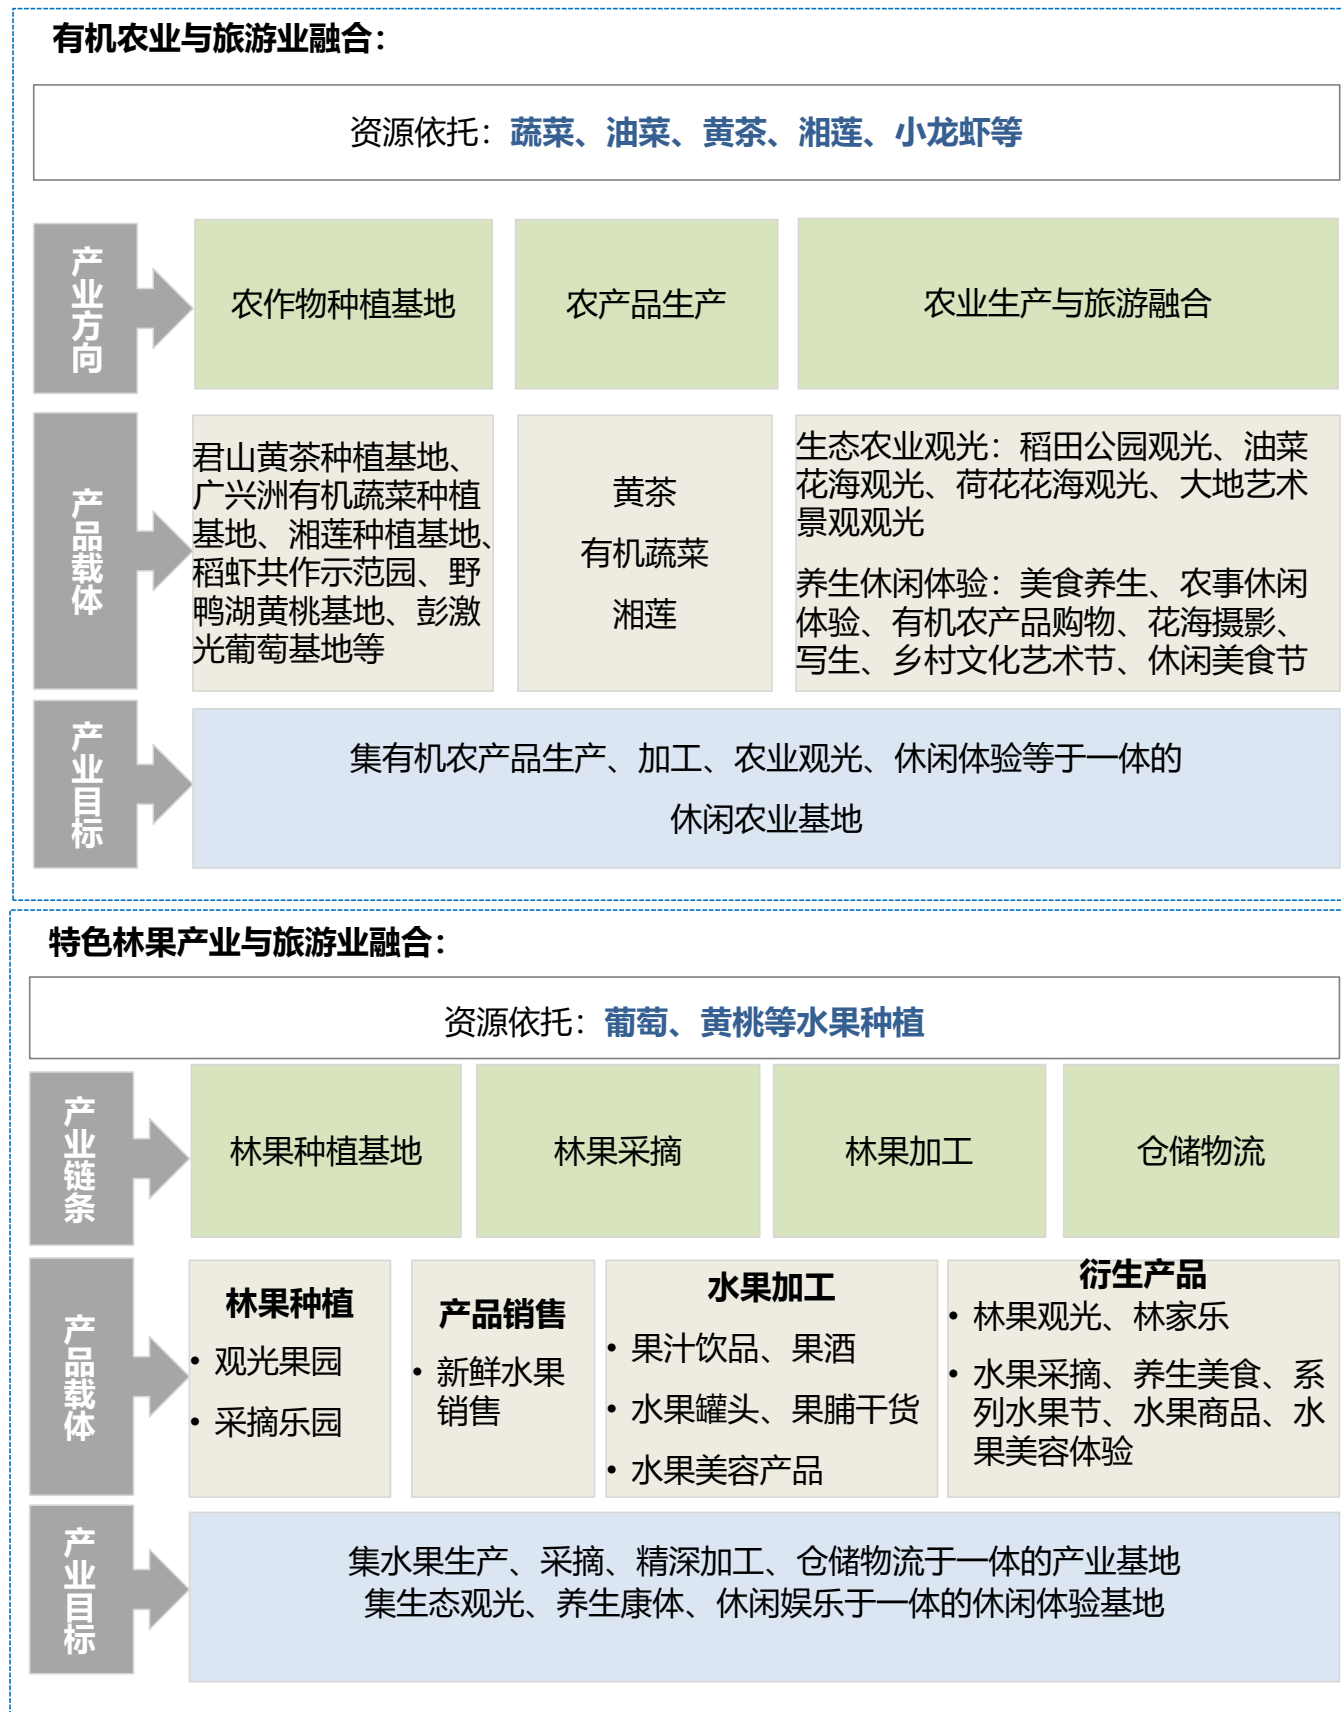 有机农业与旅游业融合：
资源依托：蔬菜、油菜、黄茶、湘莲、小龙虾等
产业方向
农作物种植基地
农产品生产
农业生产与旅游融合
产品载体
君山黄茶种植基地、
广兴洲有机蔬菜种植
基地、湘莲种植基地、
稻虾共作示范园、野
鸭湖黄桃基地、彭激
光葡萄基地等
黄茶
有机蔬菜
湘莲
生态农业观光：稻田公园观光、油菜
花海观光、荷花花海观光、大地艺术
景观观光
养生休闲体验：美食养生、农事休闲
体验、有机农产品购物、花海摄影、
写生、乡村文化艺术节、休闲美食节
产业目标
集有机农产品生产、加工、农业观光、休闲体验等于一体的
休闲农业基地
特色林果产业与旅游业融合：
资源依托：葡萄、黄桃等水果种植
产业链条
林果种植基地
林果采摘
林果加工
仓储物流
产品载体
林果种植
• 观光果园
• 采摘乐园
产品销售
• 新鲜水果
销售
水果加工
• 果汁饮品、果酒
• 水果罐头、果脯干货
• 水果美容产品
衍生产品
• 林果观光、林家乐
• 水果采摘、养生美食、系
列水果节、水果商品、水
果美容体验
产业目标
集水果生产、采摘、精深加工、仓储物流于一体的产业基地
集生态观光、养生康体、休闲娱乐于一体的休闲体验基地